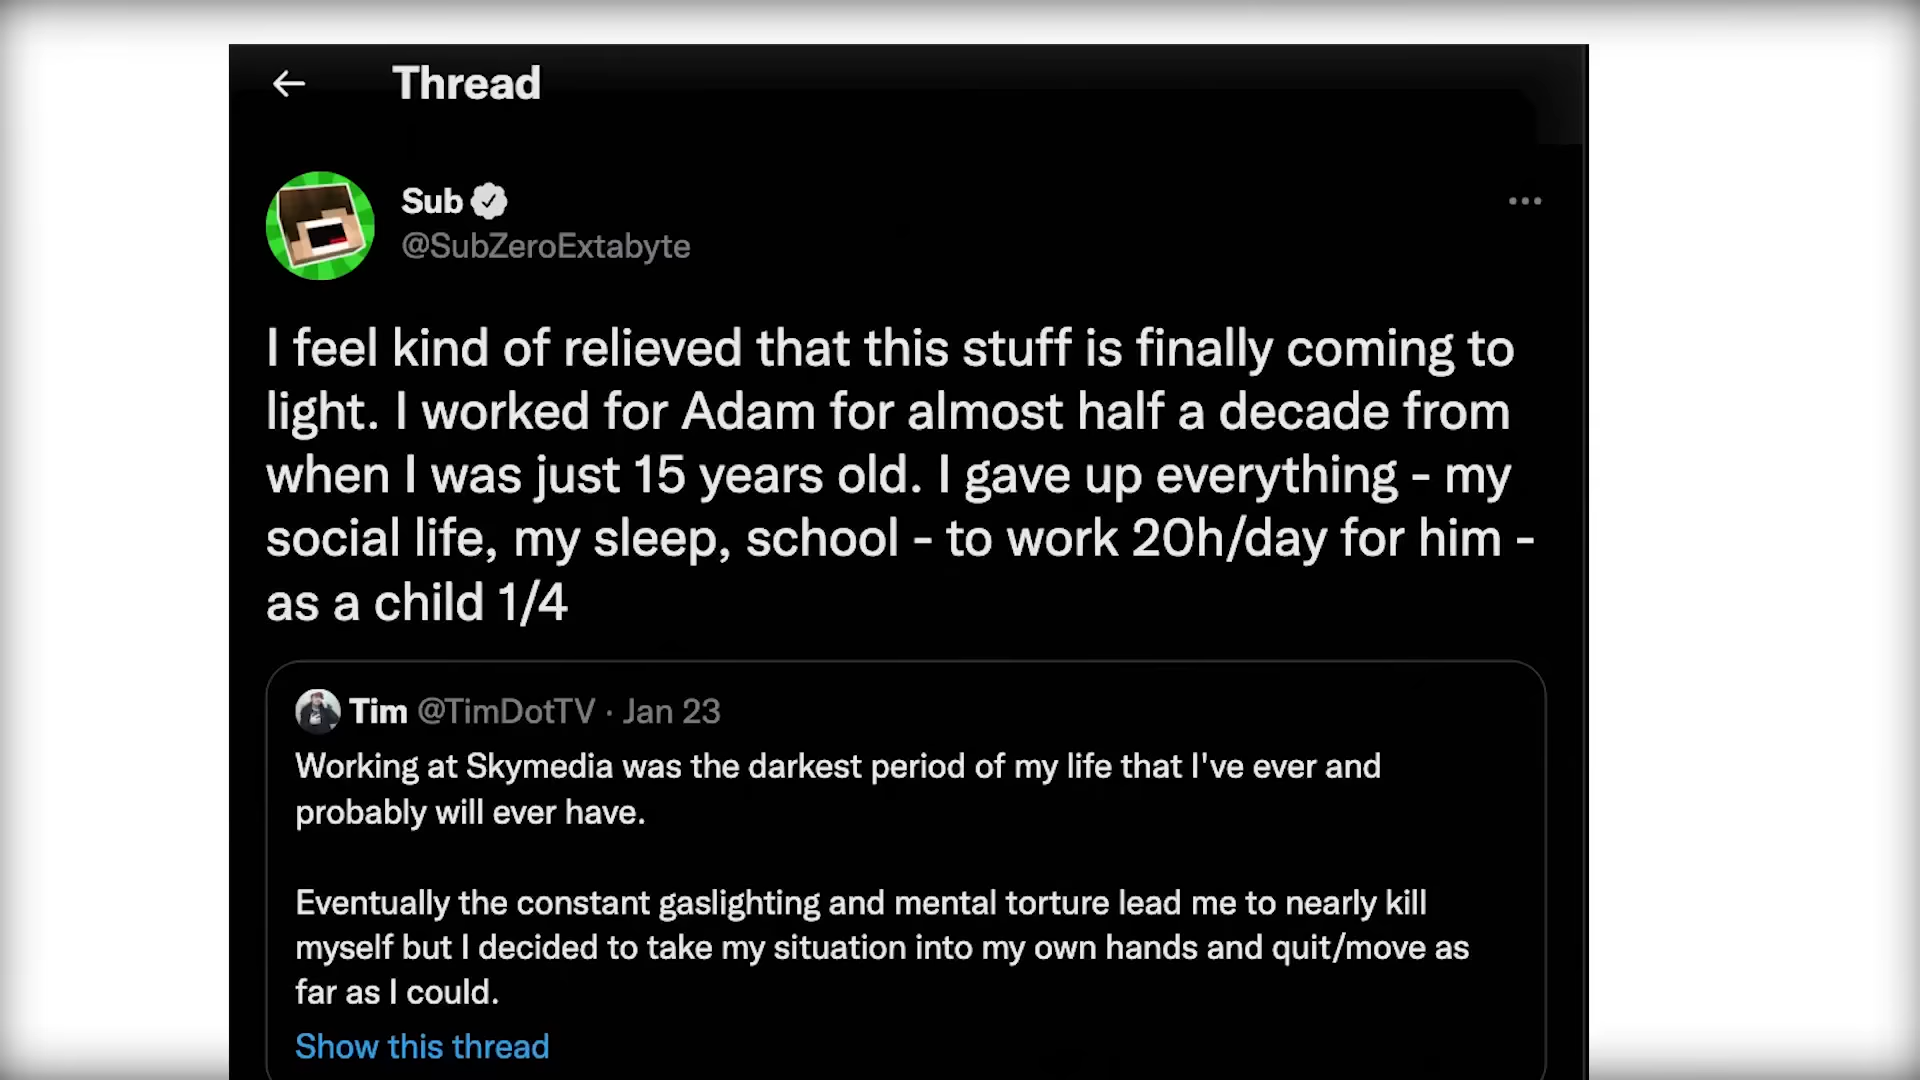 Thread
Sub
@SubZeroExtabyte
I feel kind of relieved that this stuff is finally coming to
light. I worked for Adam for almost half a decade from
when I was just 15 years old. I gave up everything - my
social life, my sleep, school - to work 20h/day for him -
as a child 1/4
Tim @TimDotTV · Jan 23
Working at Skymedia was the darkest period of my life that I've ever and
probably will ever have.
Eventually the constant gaslighting and mental torture lead me to nearly kill
myself but I decided to take my situation into my own hands and quit/move as
far as I could.
Show this thread